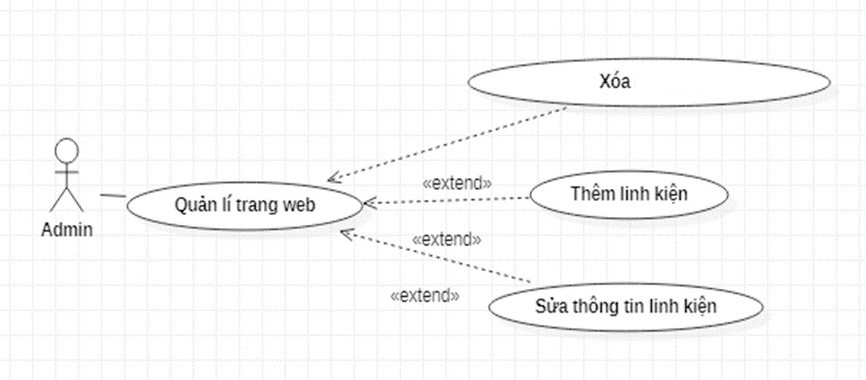 Xóa
«extend»
Thêm linh kiện
Quản lí trang web
Admin
«extend»
«extend»
Sửa thông tin linh kiện